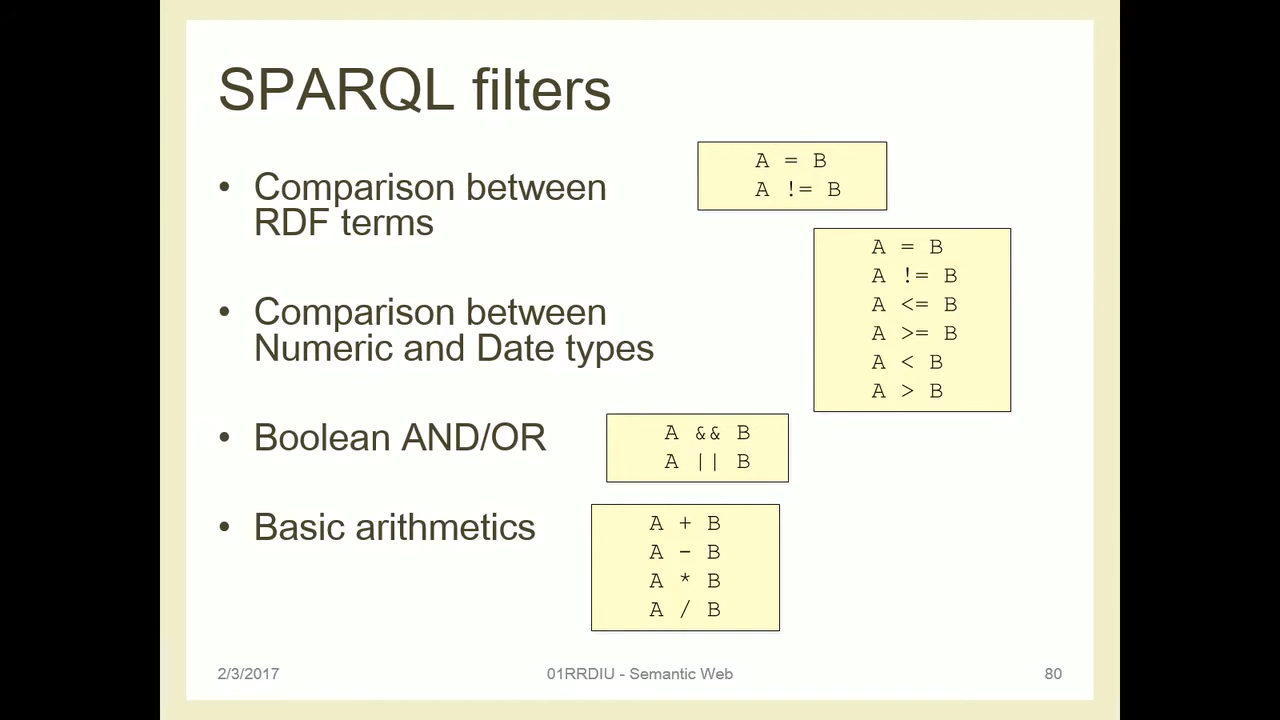 SPARQL filters
• Comparison between
RDF terms
A = B
A != B
• Comparison between
Numeric and Date types
A = B
A != B
A <= B
A >= B
A < B
A > B
• Boolean AND/OR
A && B
A || B
• Basic arithmetics
A + B
A - B
A * B
A / B
2/3/2017
01RRDIU - Semantic Web
80